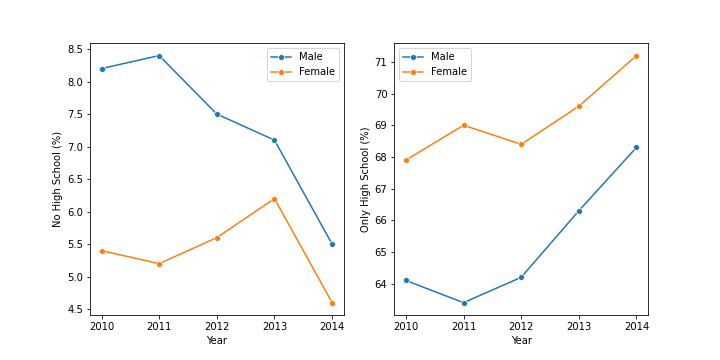 8.5
8.0
7.5
7.0
6.5
6.0
5.5
5.0
4.5
No High School (%)
Male
Female
2010 2011 2012 2013 2014
Year
71
70
69
68
67
66
65
64
Only High School (%)
Male
Female
2010 2011 2012 2013 2014
Year